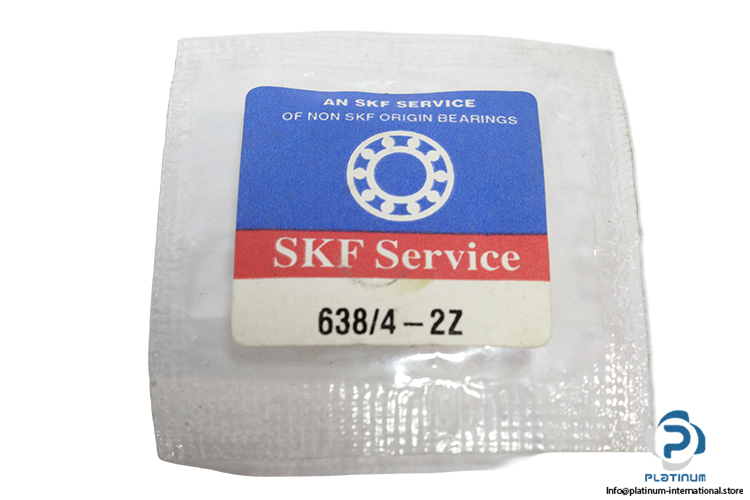 AN SKF SERVICE
OF NON SKF ORIGIN BEARINGS
SKF Service
638/4-2Z
PLATINUM
Info@platinum-international.store